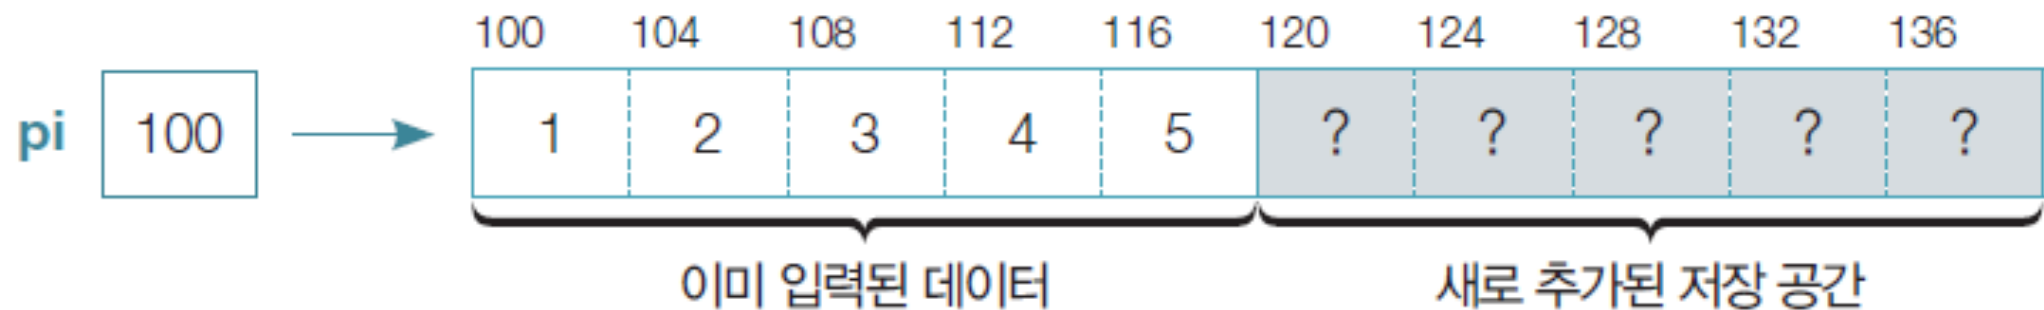 100 104 108 112 116 120 124 128 132 136
pi 100 1 2 3 4 5 ? ? ? ? ?
이미 입력된 데이터 새로 추가된 저장 공간